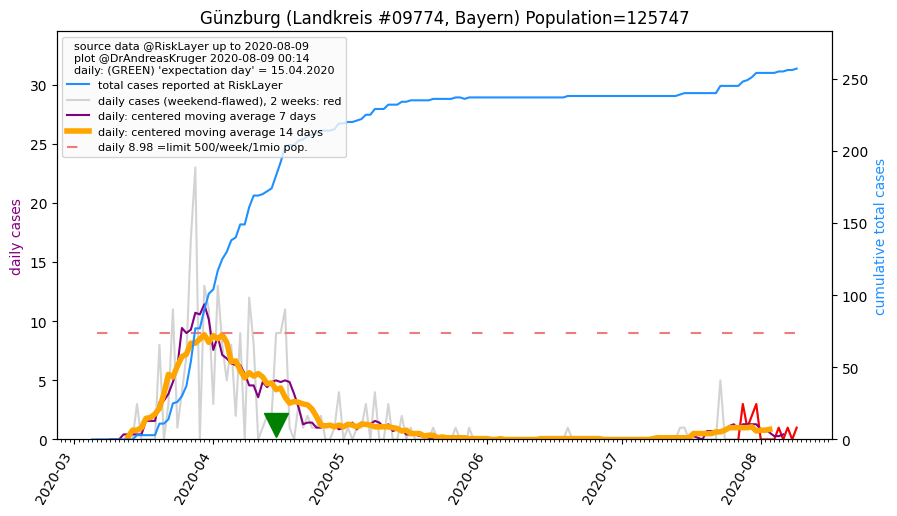 Günzburg (Landkreis #09774, Bayern) Population=125747
source data @RiskLayer up to 2020-08-09
plot @DrAndreasKruger 2020-08-09 00:14
daily: (GREEN) 'expectation day' = 15.04.2020
total cases reported at RiskLayer
daily cases (weekend-flawed), 2 weeks: red
daily: centered moving average 7 days
daily: centered moving average 14 days
daily 8.98 =limit 500/week/1mio pop.
daily cases
30
25
20
15
10
5
0
250
200
150
100
50
0
cumulative total cases
2020-03
2020-04
2020-05
2020-06
2020-07
2020-08